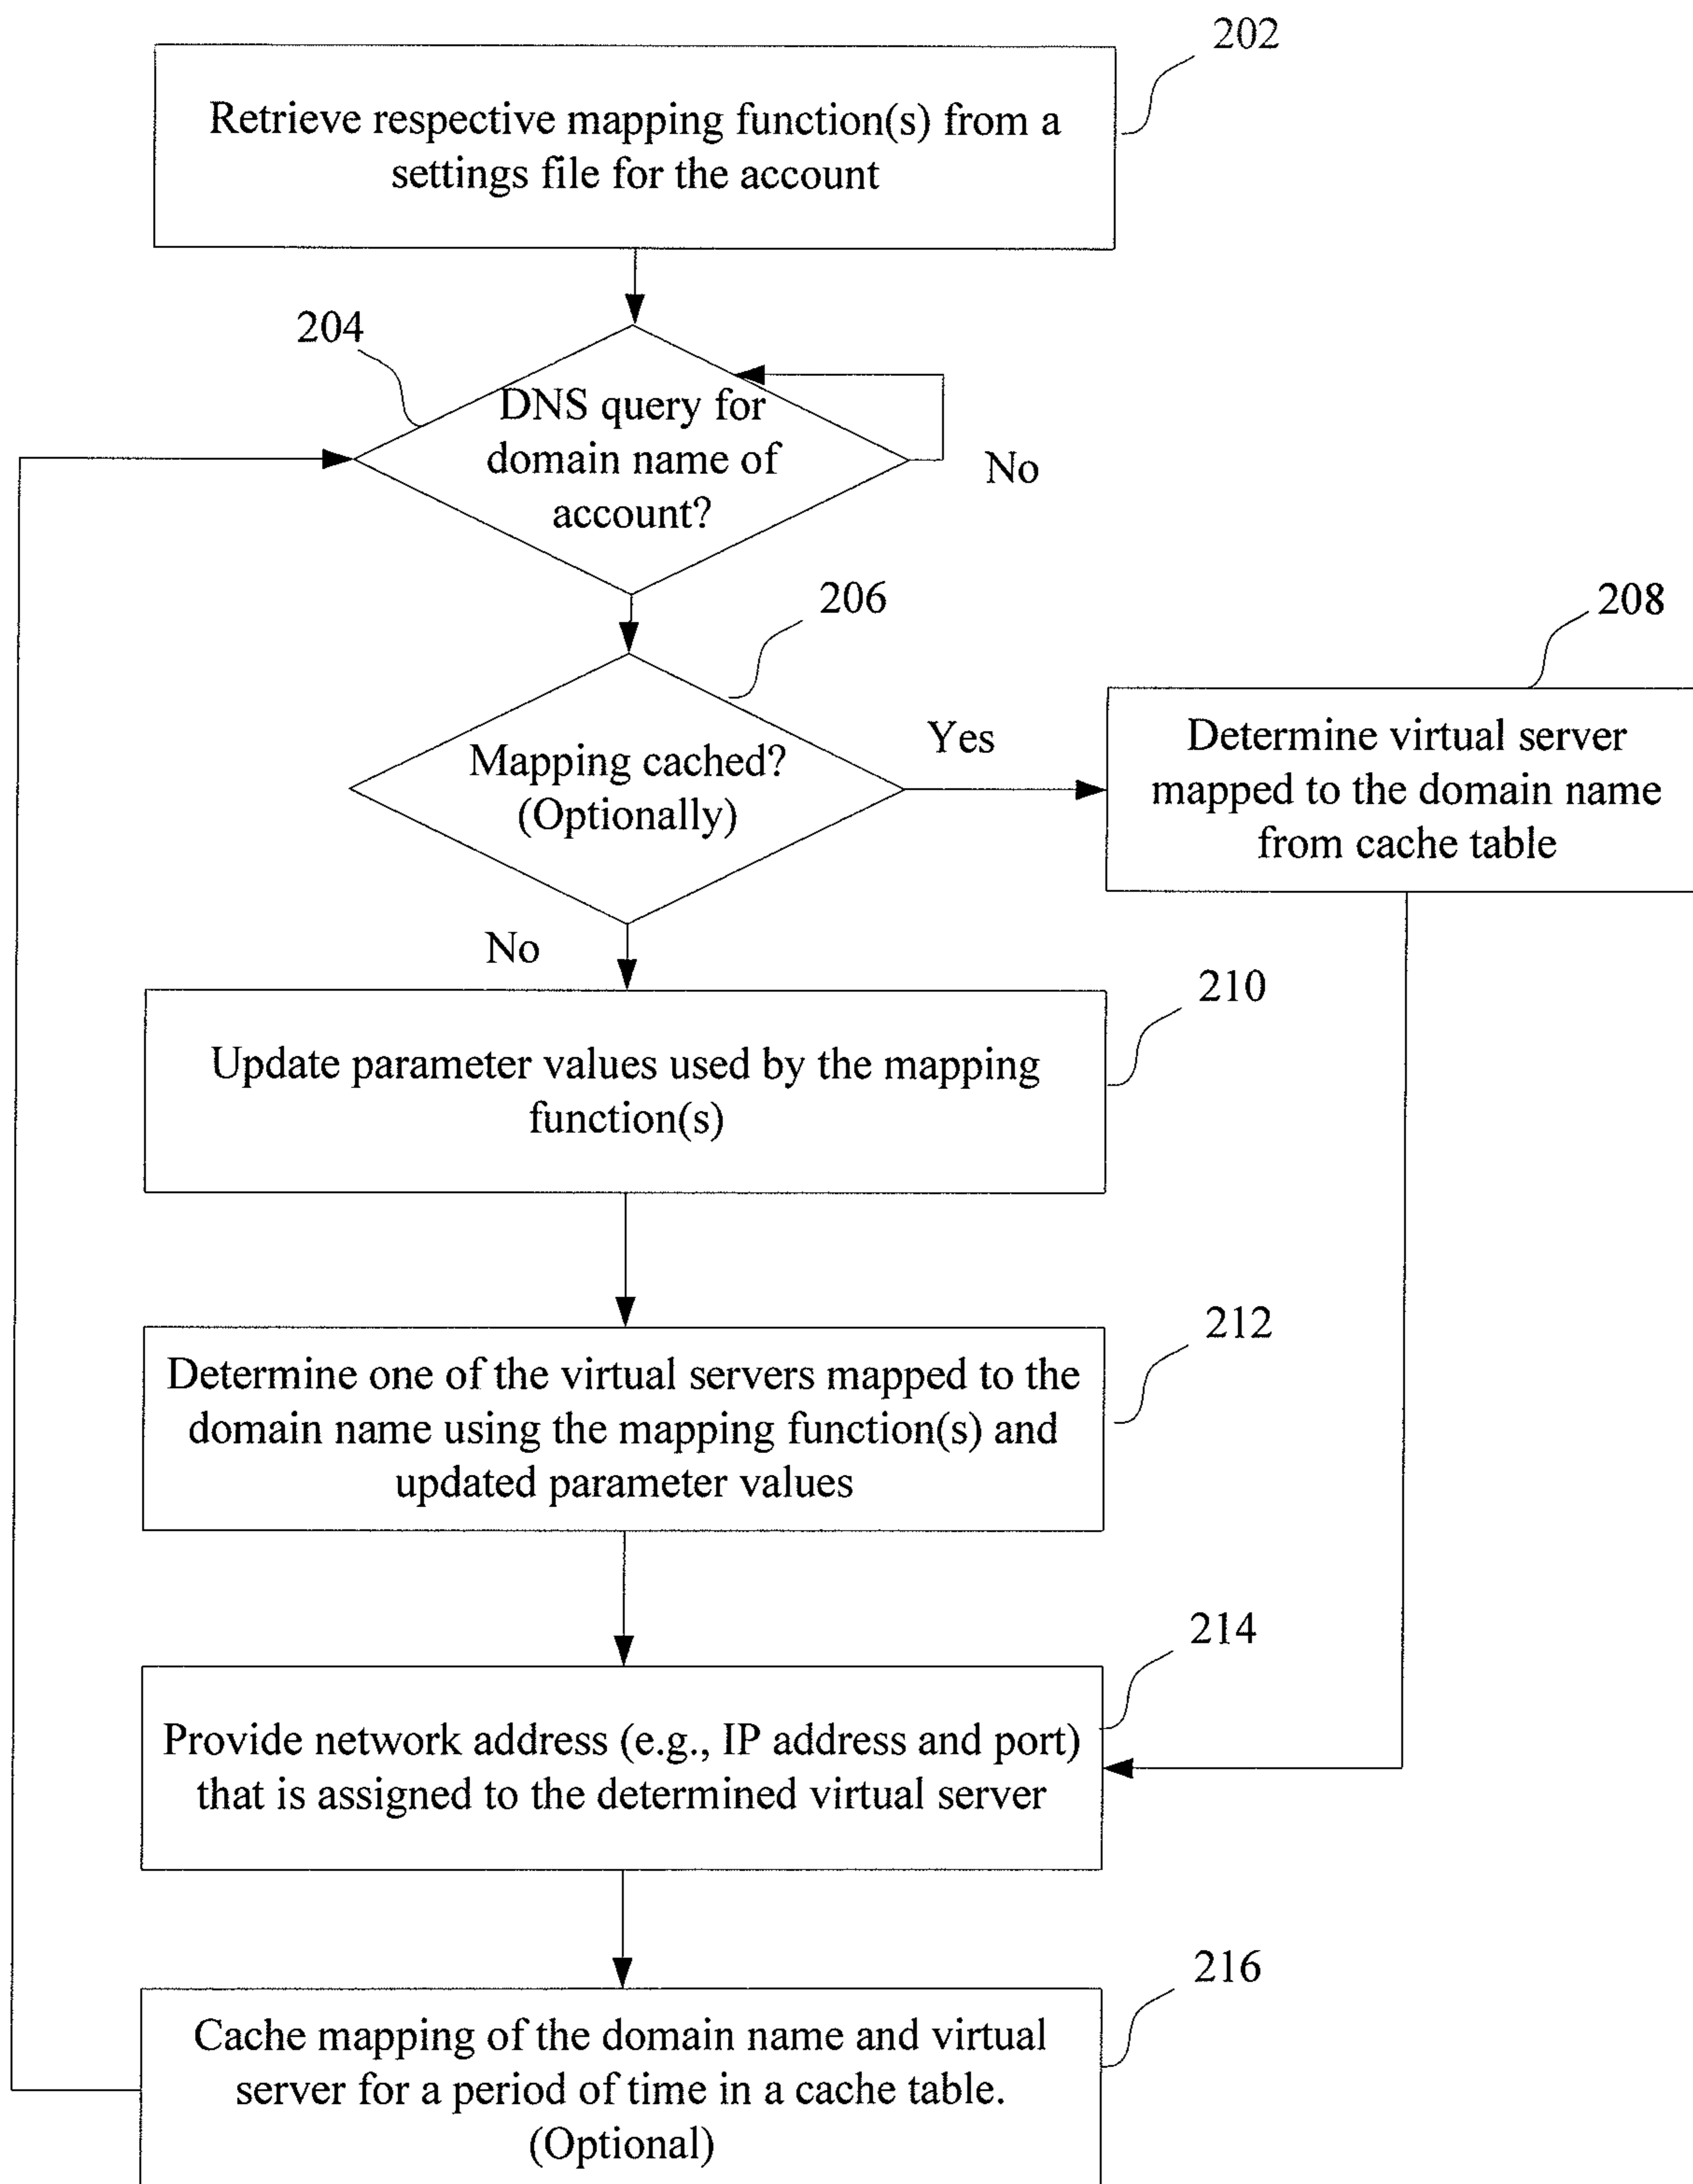 202
Retrieve respective mapping function(s) from a
settings file for the account
204
DNS query for
domain name of
account?
No
206
208
Mapping cached?
(Optionally)
Yes
Determine virtual server
mapped to the domain name
from cache table
No
210
Update parameter values used by the mapping
function(s)
212
Determine one of the virtual servers mapped to the
domain name using the mapping function(s) and
updated parameter values
214
Provide network address (e.g., IP address and port)
that is assigned to the determined virtual server
216
Cache mapping of the domain name and virtual
server for a period of time in a cache table.
(Optional)